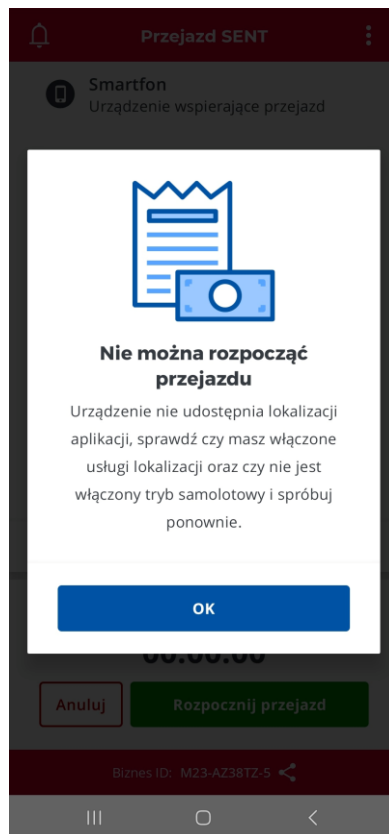 Przejazd SENT
Smartfon
Urządzenie wspierające przejazd
Nie można rozpocząć
przejazdu
Urządzenie nie udostępnia lokalizacji
aplikacji, sprawdź czy masz włączone
usługi lokalizacji oraz czy nie jest
włączony tryb samolotowy i spróbuj
ponownie.
OK
00:00:00
Anuluj
Rozpocznij przejazd
Biznes ID: M23-AZ38TZ-5